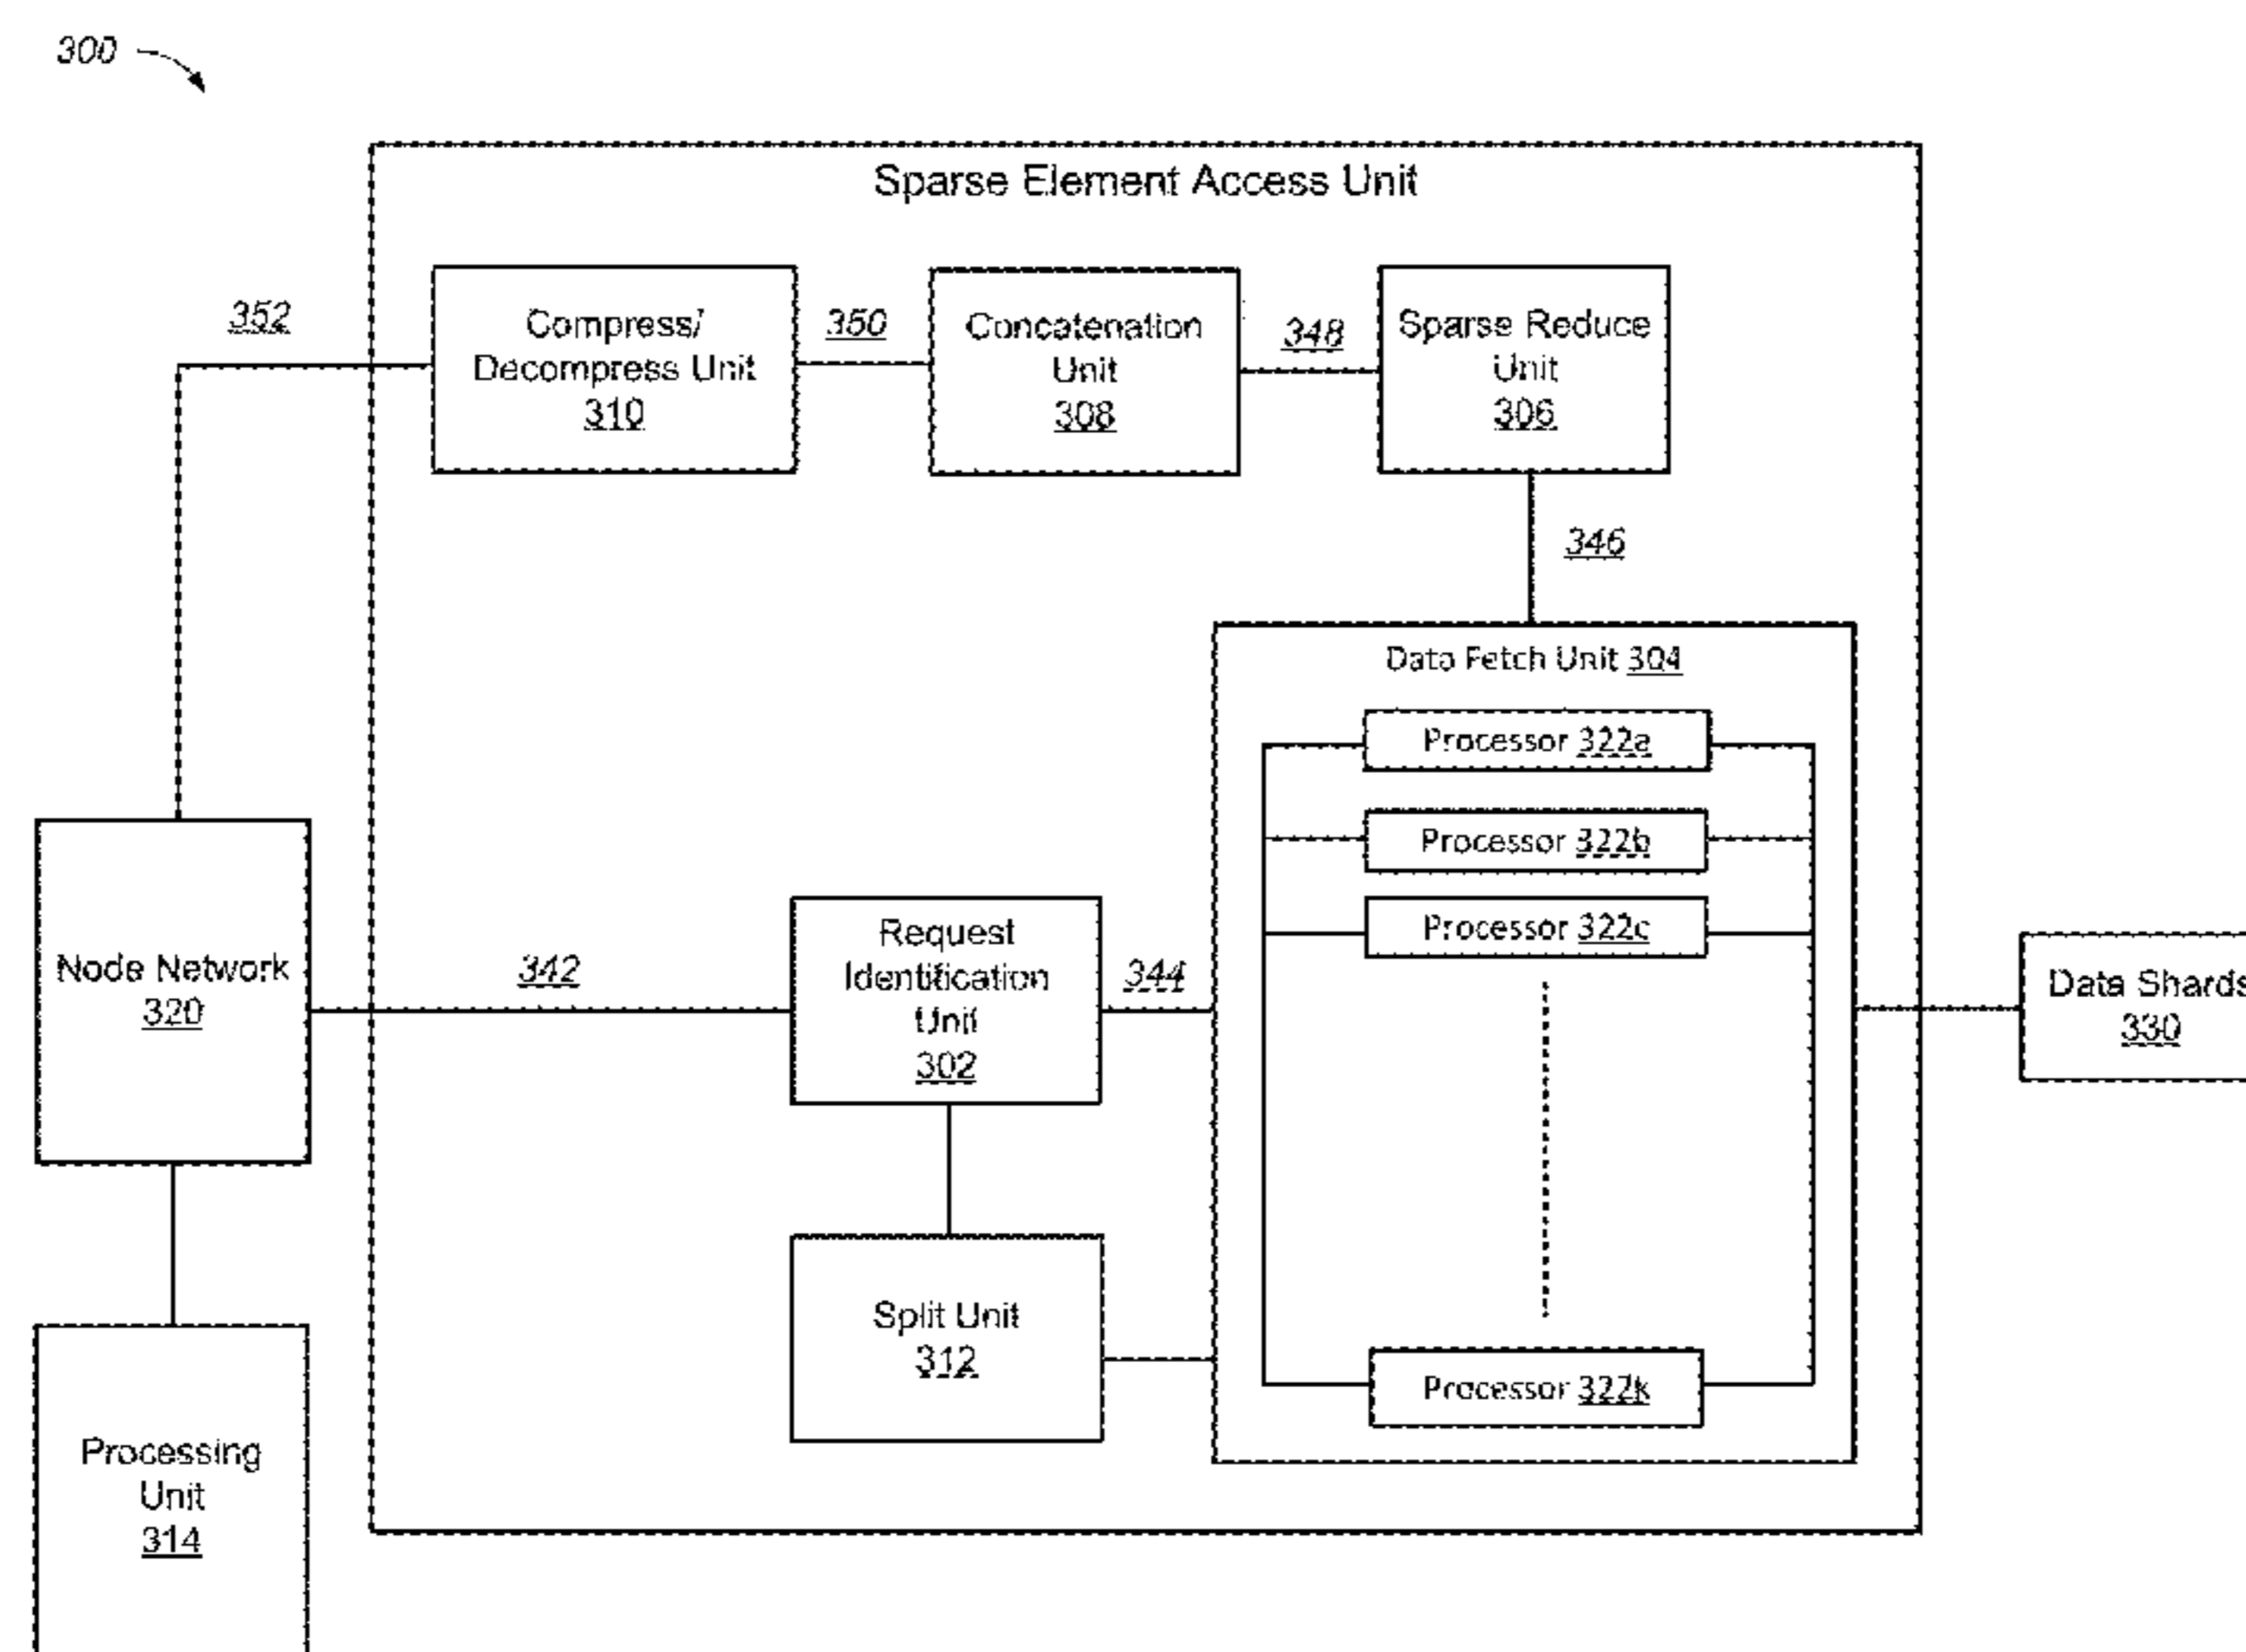 300
Sparse Element Access Unit
352
Compress/
Decompress Unit
310
350
Concatenation
Unit
308
348
Sparse Reduce
Unit
306
346
Data Fetch Unit 304
Processor 322a
Processor 322b
Processor 322c
Processor 322k
Node Network
320
342
Request
Identification
Unit
302
344
Data Shards
330
Split Unit
312
Processing
Unit
314